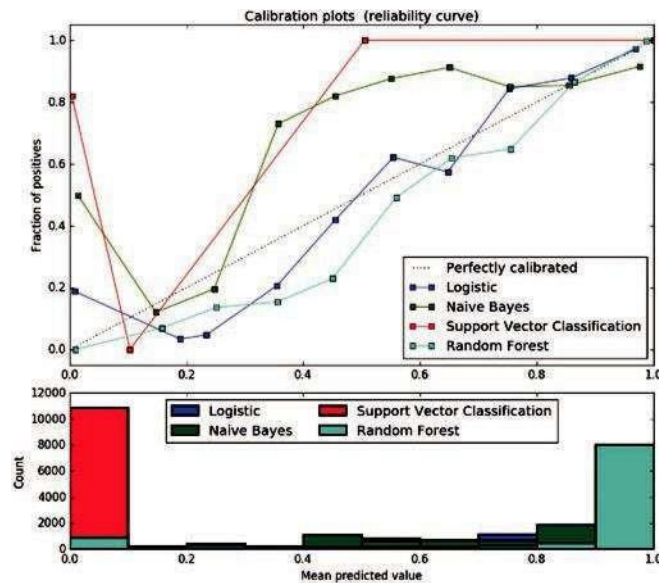 Calibration plots (reliability curve)
1.0
0.8
0.6
0.4
0.2
0.0
Fraction of positives
Perfectly calibrated
Logistic
Naive Bayes
Support Vector Classification
Random Forest
0.0 0.2 0.4 0.6 0.8 1.0
12000
10000
8000
6000
4000
2000
0
Count
Logistic Support Vector Classification
Naive Bayes Random Forest
0.0 0.2 0.4 0.6 0.8 1.0
Mean predicted value